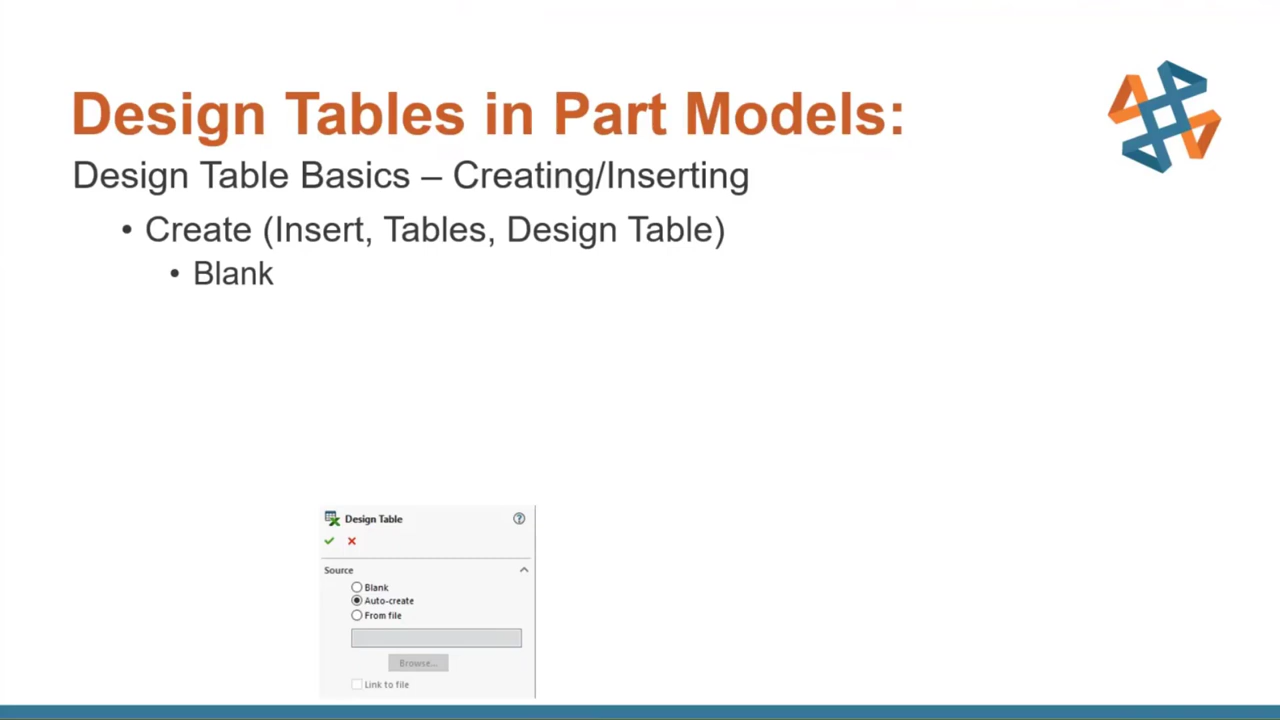 Design Tables in Part Models:
Design Table Basics – Creating/Inserting
• Create (Insert, Tables, Design Table)
• Blank
Design Table
?
Source
Blank
Auto-create
From file
Browse...
Link to file